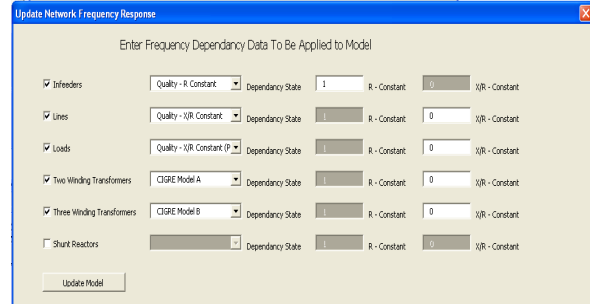 Update Network Frequency Response
Enter Frequency Dependancy Data To Be Applied to Model
Infeeders Quality - R Constant Dependancy State 1 R - Constant 0 X/R - Constant
Lines Quality - X/R Constant Dependancy State 1 R - Constant 0 X/R - Constant
Loads Quality - X/R Constant (P Dependancy State 1 R - Constant 0 X/R - Constant
Two Winding Transformers CIGRE Model A Dependancy State 1 R - Constant 0 X/R - Constant
Three Winding Transformers CIGRE Model B Dependancy State 1 R - Constant 0 X/R - Constant
Shunt Reactors Dependancy State 1 R - Constant 0 X/R - Constant
Update Model